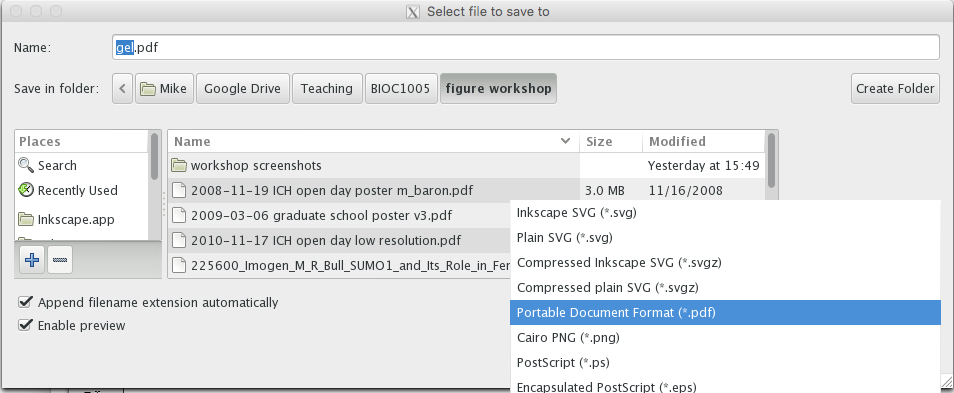 Select file to save to
Name: gel.pdf
Save in folder: < Mike Google Drive Teaching BIOC1005 figure workshop Create Folder
Places Name Size Modified
Search workshop screenshots Yesterday at 15:49
Recently Used 2008-11-19 ICH open day poster m_baron.pdf 3.0 MB 11/16/2008
2009-03-06 graduate school poster v3.pdf Inkscape SVG (*.svg)
Inkscape.app
2010-11-17 ICH open day low resolution.pdf Plain SVG (*.svg)
225600_Imogen_M_R_Bull_SUMO1_and_Its_Role_in_Fer Compressed Inkscape SVG (*.svgz)
Compressed plain SVG (*.svgz)
Append filename extension automatically Portable Document Format (*.pdf)
Enable preview Cairo PNG (*.png)
PostScript (*.ps)
Encapsulated PostScript (*.eps)